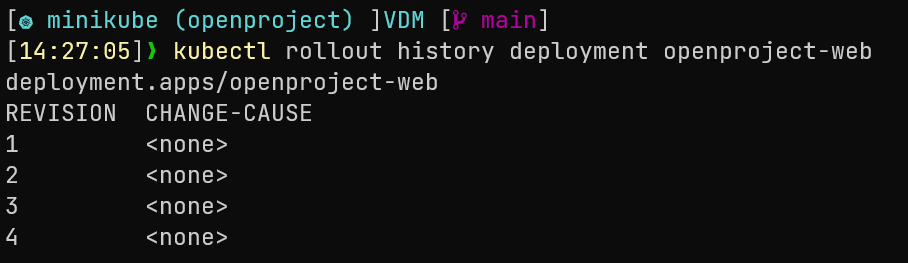 [ minikube (openproject) ]VDM [ main]
[14:27:05]❱ kubectl rollout history deployment openproject-web
deployment.apps/openproject-web
REVISION  CHANGE-CAUSE
1         <none>
2         <none>
3         <none>
4         <none>